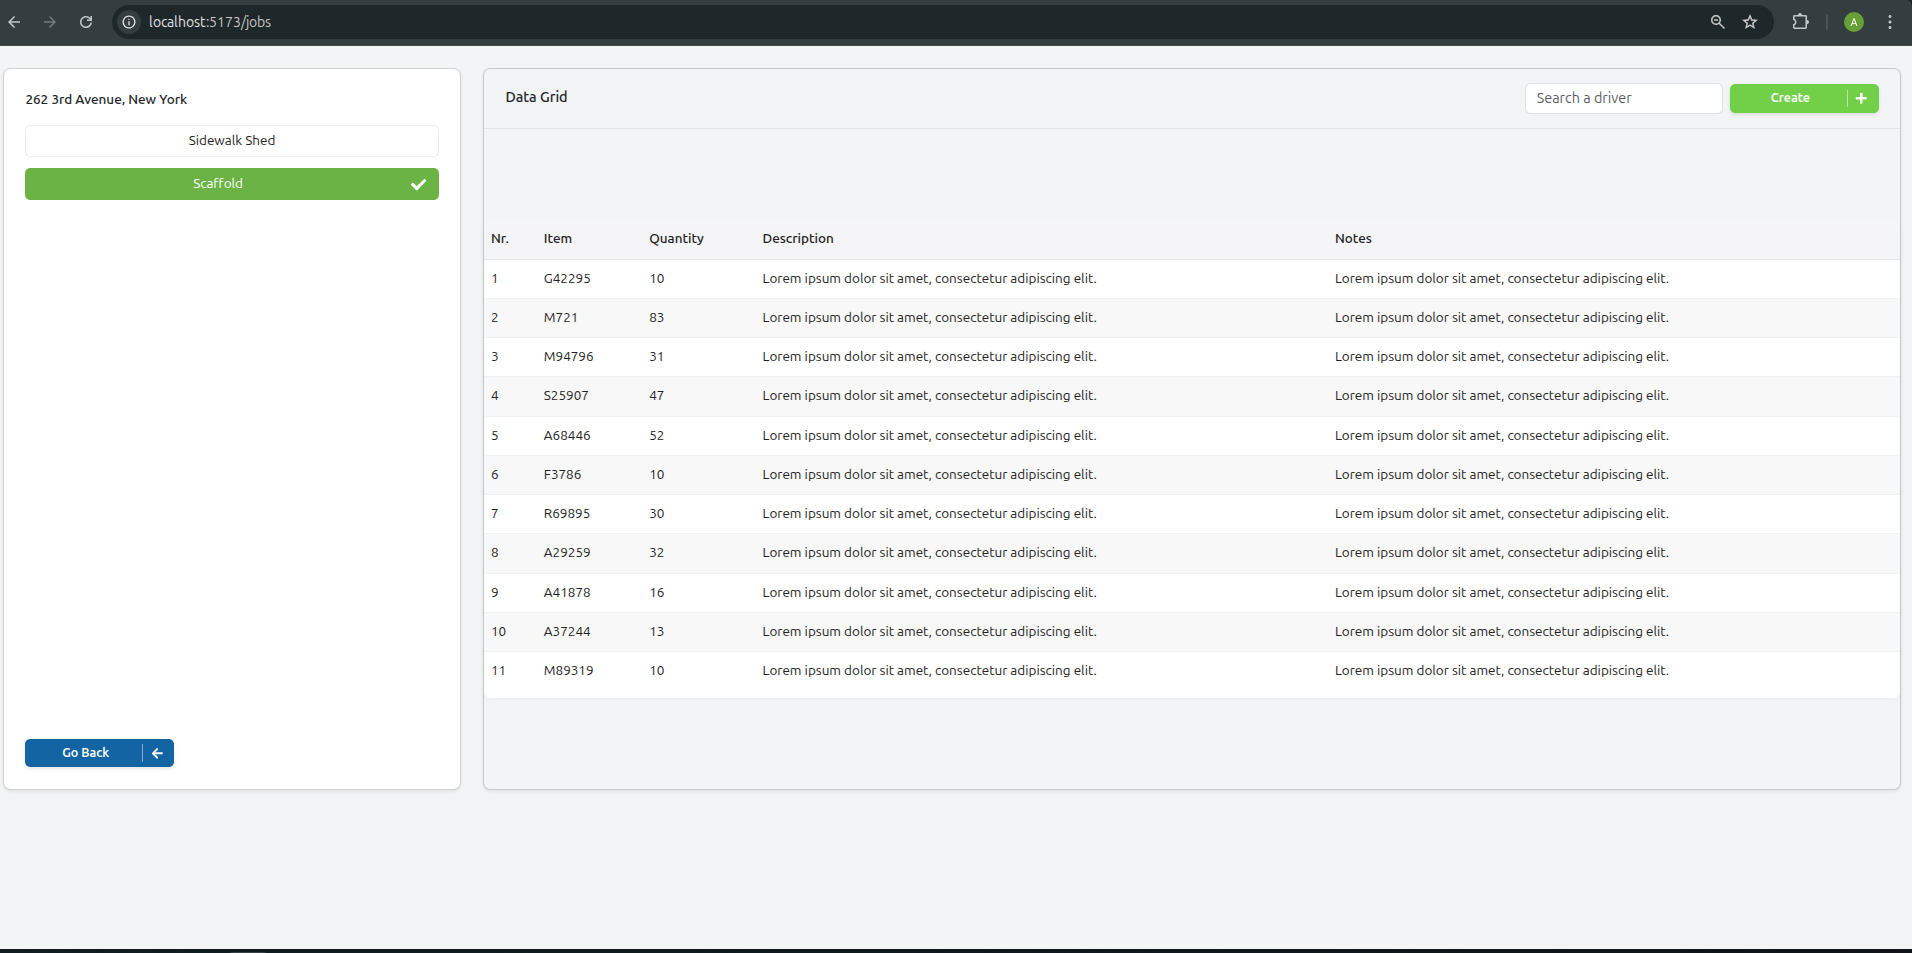 localhost:5173/jobs
A
262 3rd Avenue, New York
Sidewalk Shed
Scaffold
Go Back
Data Grid
Search a driver
Create
Nr. Item Quantity Description Notes
1 G42295 10 Lorem ipsum dolor sit amet, consectetur adipiscing elit. Lorem ipsum dolor sit amet, consectetur adipiscing elit.
2 M721 83 Lorem ipsum dolor sit amet, consectetur adipiscing elit. Lorem ipsum dolor sit amet, consectetur adipiscing elit.
3 M94796 31 Lorem ipsum dolor sit amet, consectetur adipiscing elit. Lorem ipsum dolor sit amet, consectetur adipiscing elit.
4 S25907 47 Lorem ipsum dolor sit amet, consectetur adipiscing elit. Lorem ipsum dolor sit amet, consectetur adipiscing elit.
5 A68446 52 Lorem ipsum dolor sit amet, consectetur adipiscing elit. Lorem ipsum dolor sit amet, consectetur adipiscing elit.
6 F3786 10 Lorem ipsum dolor sit amet, consectetur adipiscing elit. Lorem ipsum dolor sit amet, consectetur adipiscing elit.
7 R69895 30 Lorem ipsum dolor sit amet, consectetur adipiscing elit. Lorem ipsum dolor sit amet, consectetur adipiscing elit.
8 A29259 32 Lorem ipsum dolor sit amet, consectetur adipiscing elit. Lorem ipsum dolor sit amet, consectetur adipiscing elit.
9 A41878 16 Lorem ipsum dolor sit amet, consectetur adipiscing elit. Lorem ipsum dolor sit amet, consectetur adipiscing elit.
10 A37244 13 Lorem ipsum dolor sit amet, consectetur adipiscing elit. Lorem ipsum dolor sit amet, consectetur adipiscing elit.
11 M89319 10 Lorem ipsum dolor sit amet, consectetur adipiscing elit. Lorem ipsum dolor sit amet, consectetur adipiscing elit.